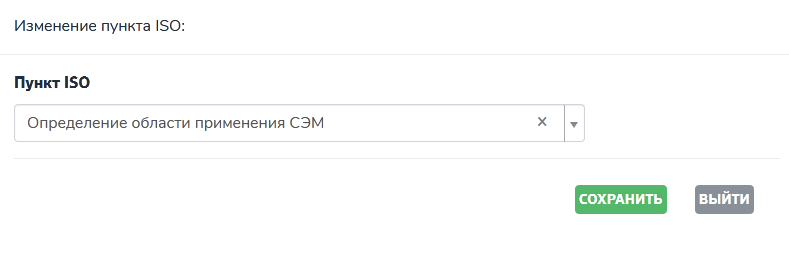 Изменение пункта ISO:
Пункт ISO
Определение области применения СЭМ
СОХРАНИТЬ ВЫЙТИ